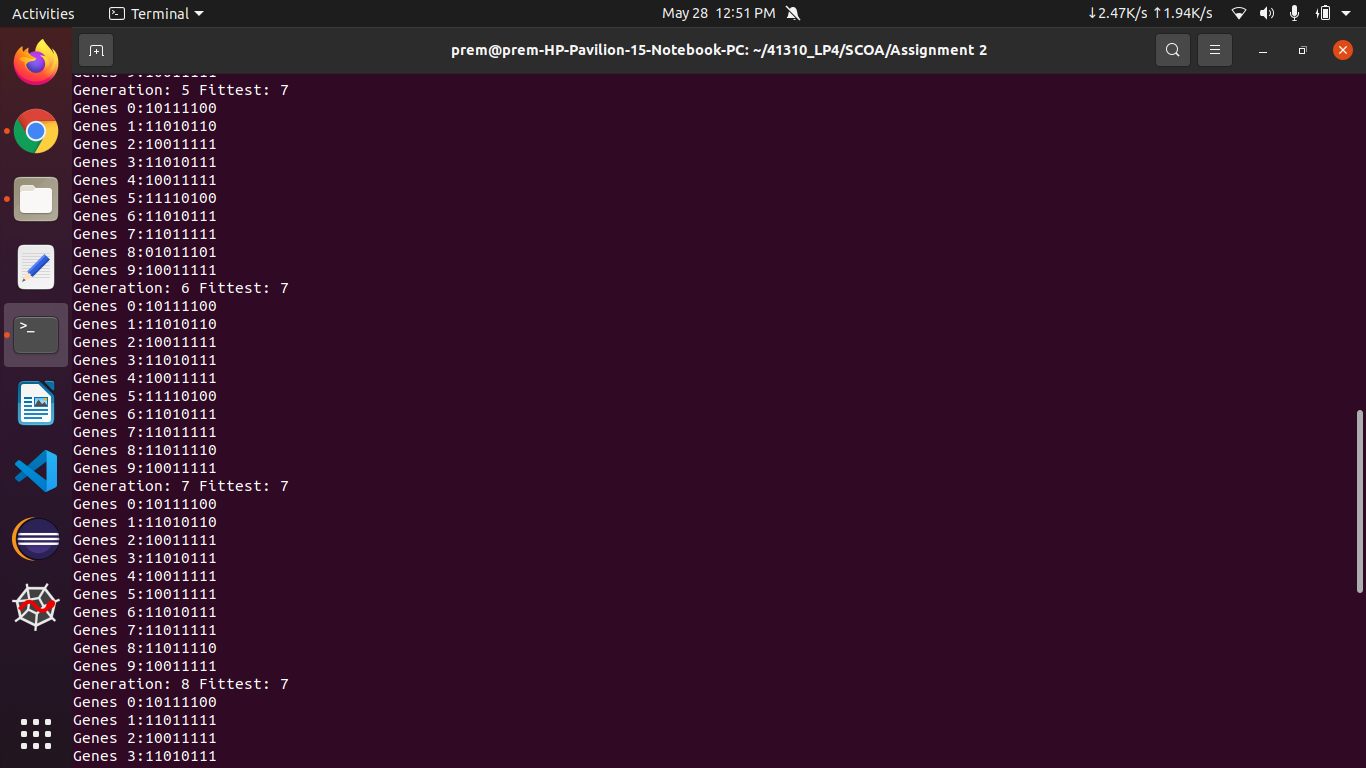 Activities Terminal May 28 12:51 PM ↓2.47K/s ↑1.94K/s
prem@prem-HP-Pavilion-15-Notebook-PC: ~/41310_LP4/SCOA/Assignment 2
Genes 9:10011111
Generation: 5 Fittest: 7
Genes 0:10111100
Genes 1:11010110
Genes 2:10011111
Genes 3:11010111
Genes 4:10011111
Genes 5:11110100
Genes 6:11010111
Genes 7:11011111
Genes 8:01011101
Genes 9:10011111
Generation: 6 Fittest: 7
Genes 0:10111100
Genes 1:11010110
Genes 2:10011111
Genes 3:11010111
Genes 4:10011111
Genes 5:11110100
Genes 6:11010111
Genes 7:11011111
Genes 8:11011110
Genes 9:10011111
Generation: 7 Fittest: 7
Genes 0:10111100
Genes 1:11010110
Genes 2:10011111
Genes 3:11010111
Genes 4:10011111
Genes 5:10011111
Genes 6:11010111
Genes 7:11011111
Genes 8:11011110
Genes 9:10011111
Generation: 8 Fittest: 7
Genes 0:10111100
Genes 1:11011111
Genes 2:10011111
Genes 3:11010111